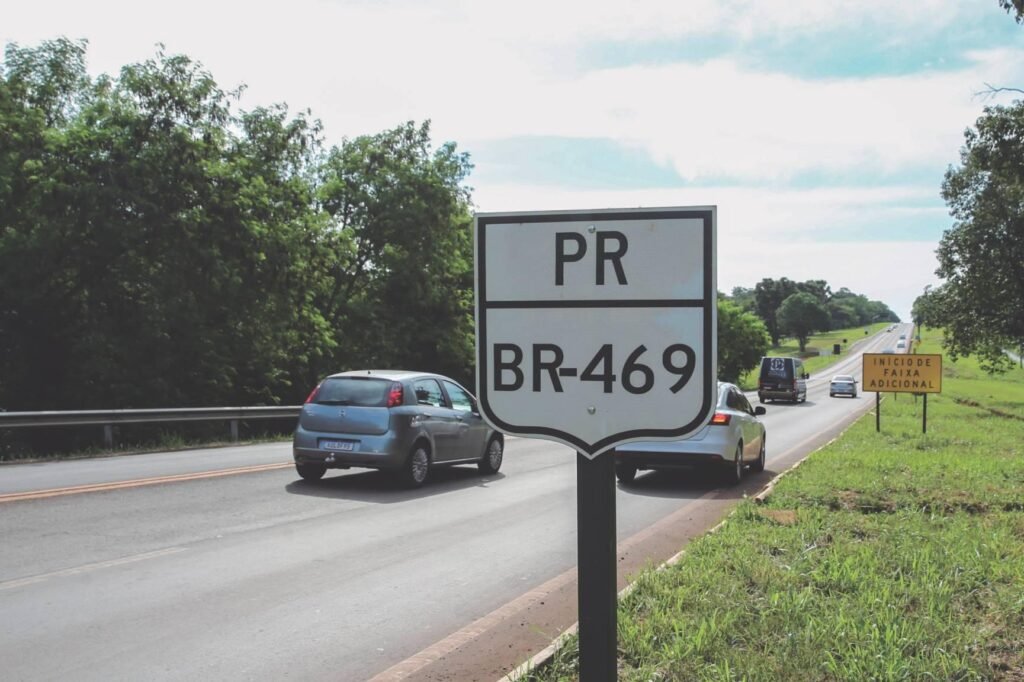 PR
BR-469
INÍCIO DE
FAIXA
ADICIONAL